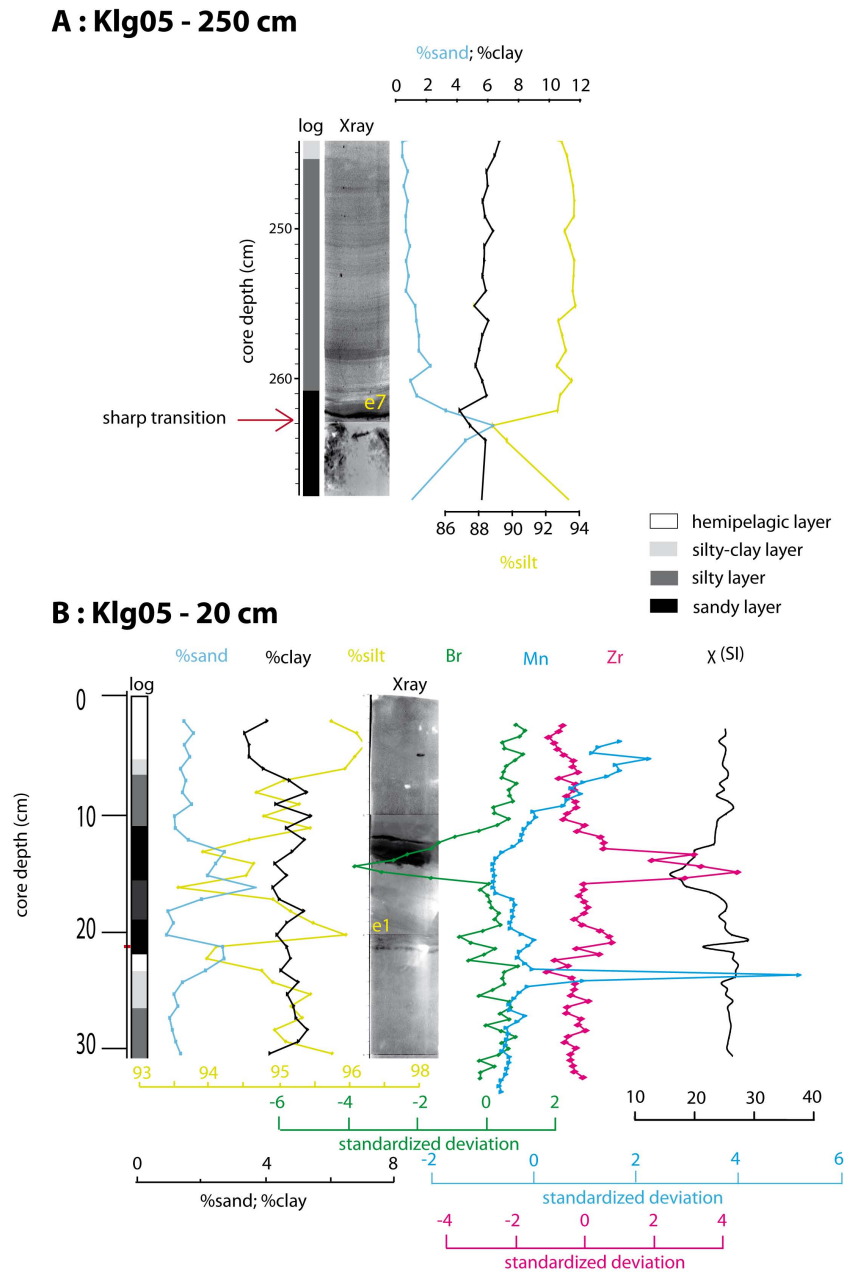 A : Klg05 - 250 cm
%sand; %clay
0 2 4 6 8 10 12
log Xray
250
core depth (cm)
260
e7
sharp transition
86 88 90 92 94
%silt
hemipelagic layer
silty-clay layer
silty layer
sandy layer
B : Klg05 - 20 cm
%sand %clay %silt Br Mn Zr χ (SI)
log Xray
0
10
core depth (cm)
20
e1
30
93 94 95 96 98
-6 -4 -2 0 2
standardized deviation
10 20 30 40
0 4 8
%sand; %clay
-2 0 2 4 6
standardized deviation
-4 -2 0 2 4
standardized deviation